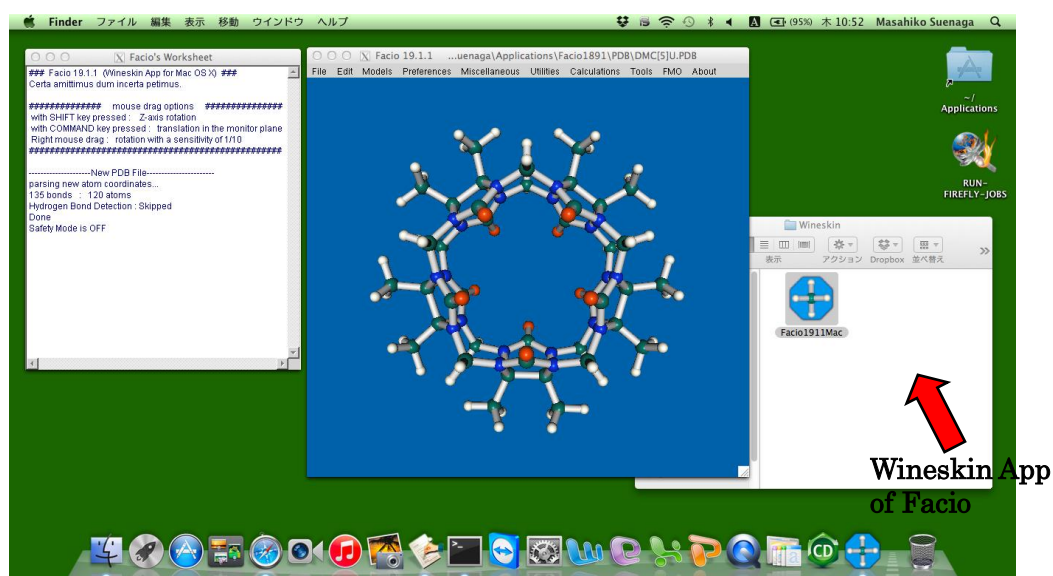 Finder ファイル 編集 表示 移動 ウインドウ ヘルプ
A (95%) 木 10:52 Masahiko Suenaga
Facio's Worksheet
### Facio 19.1.1 (Wineskin App for Mac OS X) ###
Certa amittimus dum incerta petimus.
############## mouse drag options ###############
with SHIFT key pressed : Z-axis rotation
with COMMAND key pressed : translation in the monitor plane
Right mouse drag : rotation with a sensitivity of 1/10
--------------------New PDB File----------------------
parsing new atom coordinates...
135 bonds : 120 atoms
Hydrogen Bond Detection : Skipped
Done
Safety Mode is OFF
Facio 19.1.1 ...uenaga\Applications\Facio1891\PDB\DMC[5]U.PDB
File Edit Models Preferences Miscellaneous Utilities Calculations Tools FMO About
~/
Applications
RUN-
FIREFLY-JOBS
Wineskin
表示 アクション Dropbox 並べ替え
Facio1911Mac
Wineskin App
of Facio
CD